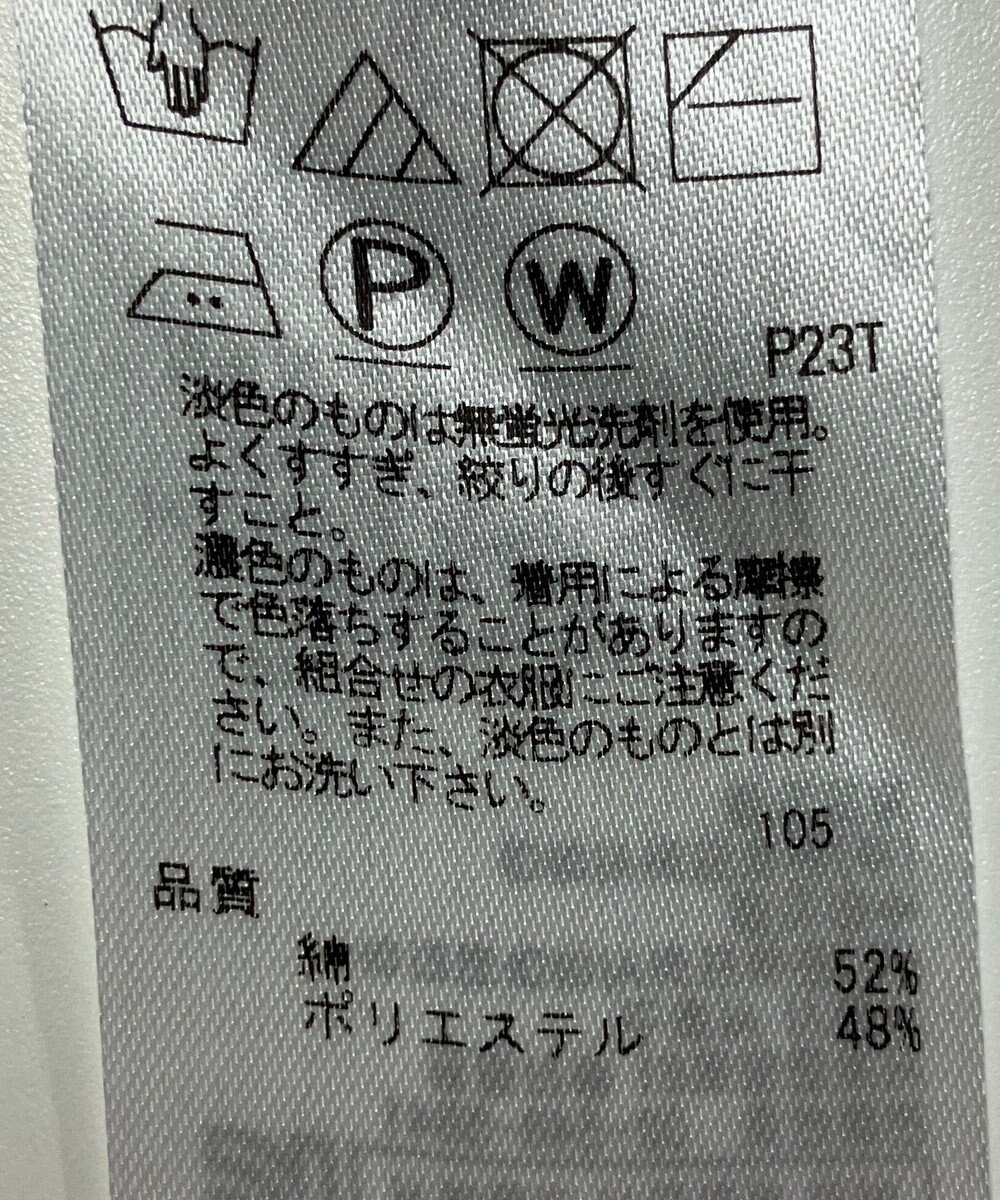 P
W
P23T
淡色のものは無蛍光洗剤を使用。
よくすすぎ、絞りの後すぐに干
すこと。
濃色のものは、着用による摩擦
で色落ちすることがありますの
で、組合せの衣服にご注意くだ
さい。また、淡色のものとは別
にお洗い下さい。
105
品質
綿 52%
ポリエステル 48%